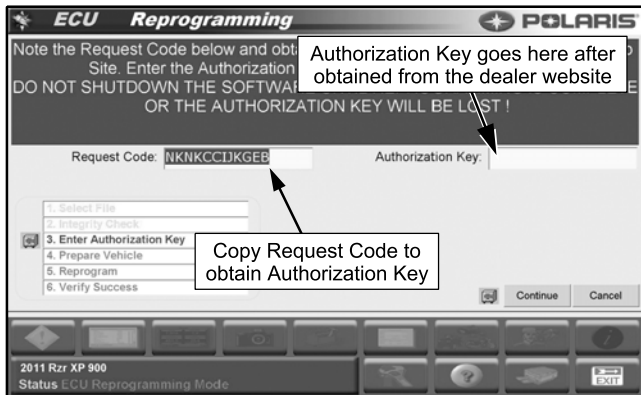 ECU Reprogramming
POLARIS
Note the Request Code below and obt
Site. Enter the Authorization
DO NOT SHUTDOWN THE SOFTWAR
OR THE AUTHORIZATION KEY WILL BE LOST !
Authorization Key goes here after
obtained from the dealer website
Request Code: NKNKCCIJKGEB
Authorization Key:
1. Select File
2. Integrity Check
3. Enter Authorization Key
4. Prepare Vehicle
5. Reprogram
6. Verify Success
Copy Request Code to
obtain Authorization Key
Continue
Cancel
2011 Rzr XP 900
Status ECU Reprogramming Mode
EXIT